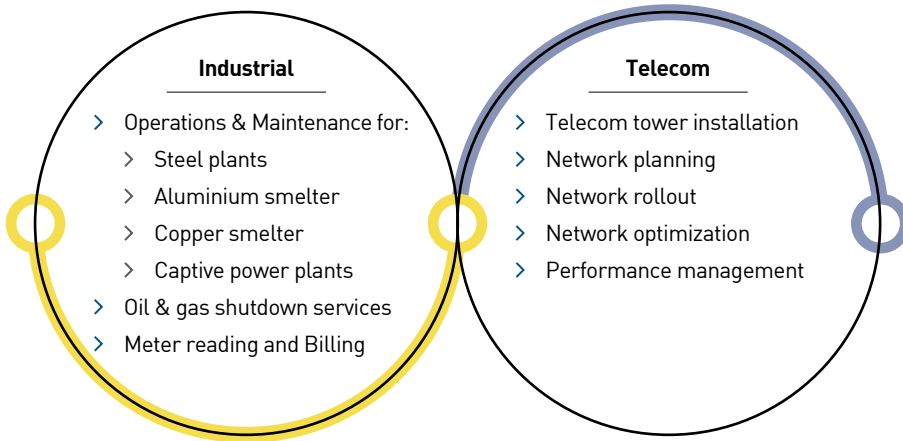 Industrial
Operations & Maintenance for:
Steel plants
Aluminium smelter
Copper smelter
Captive power plants
Oil & gas shutdown services
Meter reading and Billing
Telecom
Telecom tower installation
Network planning
Network rollout
Network optimization
Performance management